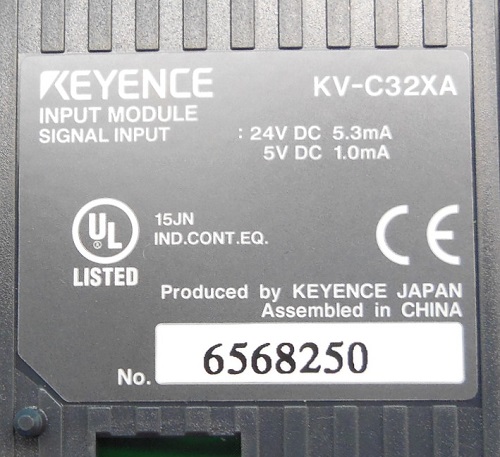 KEYENCE KV-C32XA
INPUT MODULE
SIGNAL INPUT : 24V DC 5.3mA
5V DC 1.0mA
UL ® 15JN
IND.CONT.EQ. CE
LISTED
Produced by KEYENCE JAPAN
Assembled in CHINA
No. 6568250